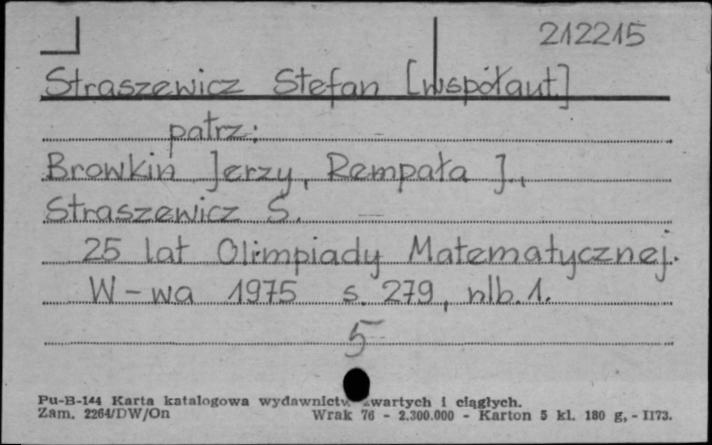 212215
Straszewicz Stefan [współaut.]
patrz:
Browkin Jerzy, Rempała J.,
Straszewicz S.
25 lat Olimpiady Matematycznej.
W-wa 1975 s. 279, nlb. 1.
5
Pu-B-144 Karta katalogowa wydawnictw zwartych i ciągłych.
Zam. 2264/DW/On Wrak 76 - 2.300.000 - Karton 5 kl. 180 g, - II73.